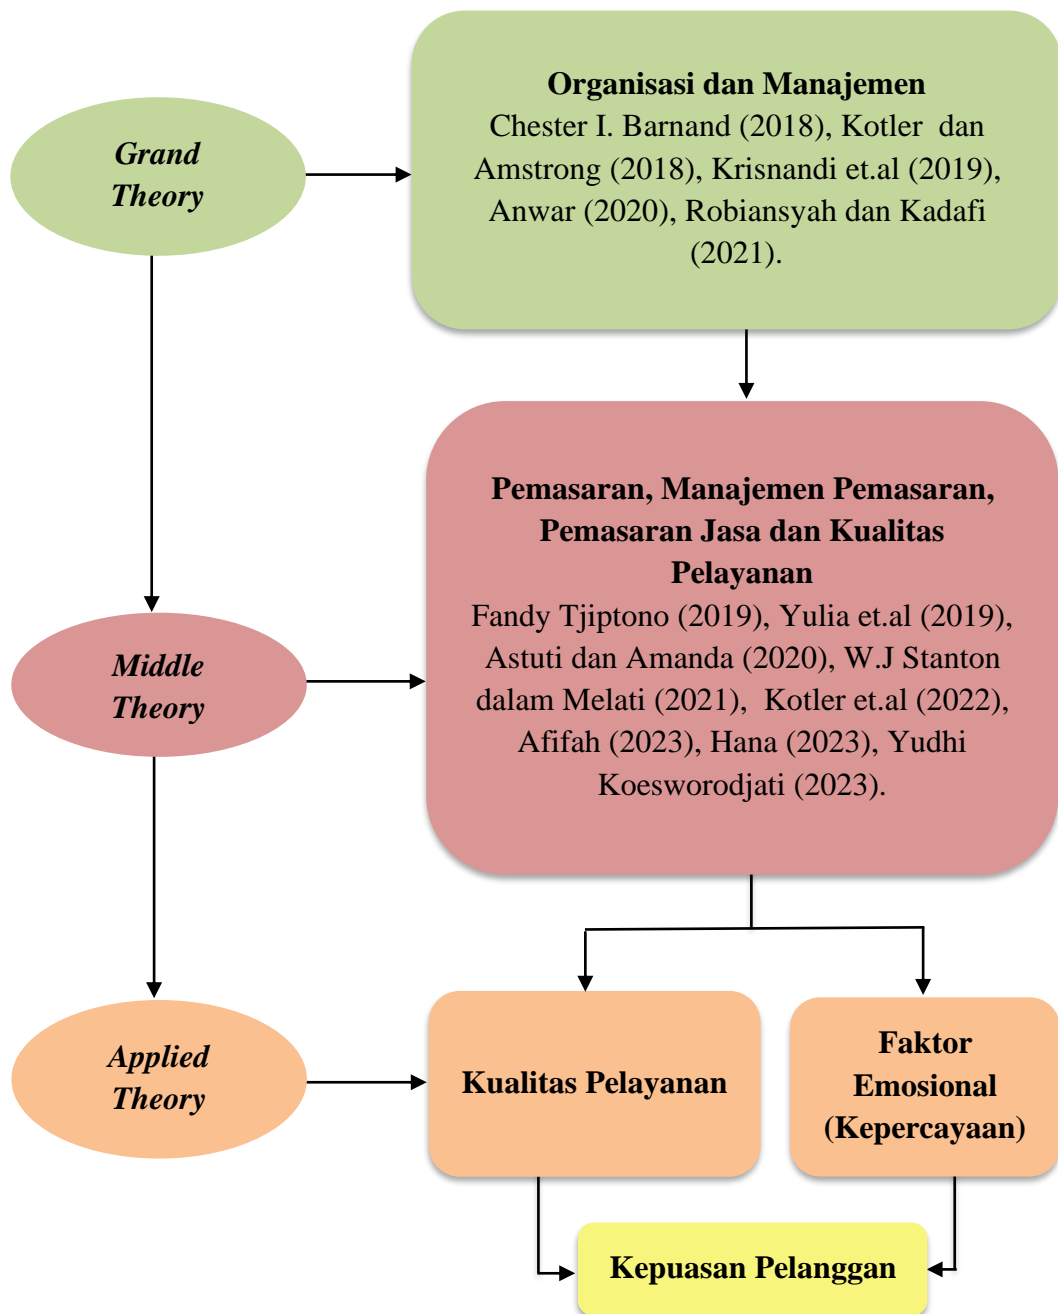 Grand
Theory
Organisasi dan Manajemen
Chester I. Barnand (2018), Kotler dan
Amstrong (2018), Krisnandi et.al (2019),
Anwar (2020), Robiansyah dan Kadafi
(2021).
Middle
Theory
Pemasaran, Manajemen Pemasaran,
Pemasaran Jasa dan Kualitas
Pelayanan
Fandy Tjiptono (2019), Yulia et.al (2019),
Astuti dan Amanda (2020), W.J Stanton
dalam Melati (2021), Kotler et.al (2022),
Afifah (2023), Hana (2023), Yudhi
Koesworodjati (2023).
Applied
Theory
Kualitas Pelayanan
Faktor
Emosional
(Kepercayaan)
Kepuasan Pelanggan